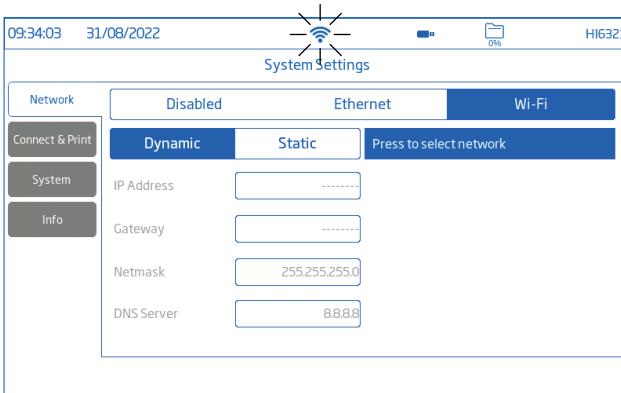 09:34:03 31/08/2022 0% HI632
System Settings
Network Disabled Ethernet Wi-Fi
Connect & Print Dynamic Static Press to select network
System IP Address --------
Info
Gateway --------
Netmask 255.255.255.0
DNS Server 8.8.8.8